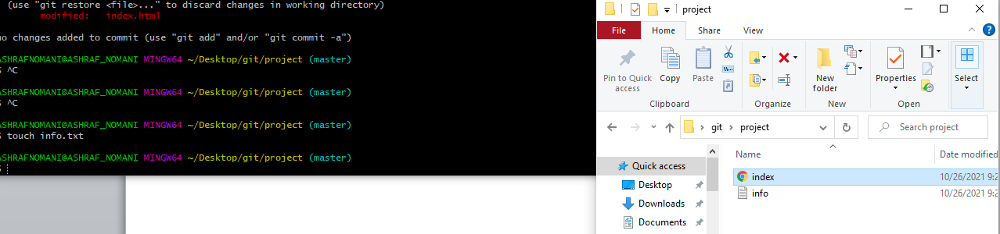 (use "git restore <file>..." to discard changes in working directory)
modified:   index.html
no changes added to commit (use "git add" and/or "git commit -a")
ASHRAFNOMANI@ASHRAF_NOMANI MINGW64 ~/Desktop/git/project (master)
$ ^C
ASHRAFNOMANI@ASHRAF_NOMANI MINGW64 ~/Desktop/git/project (master)
$ ^C
ASHRAFNOMANI@ASHRAF_NOMANI MINGW64 ~/Desktop/git/project (master)
$ touch info.txt
ASHRAFNOMANI@ASHRAF_NOMANI MINGW64 ~/Desktop/git/project (master)
$
project
File Home Share View
Pin to Quick access
Copy
Paste
New folder
Properties
Select
Clipboard Organize New Open
git project
Search project
Name Date modified
Quick access
Desktop
Downloads
Documents
index 10/26/2021 9:2
info 10/26/2021 9:2